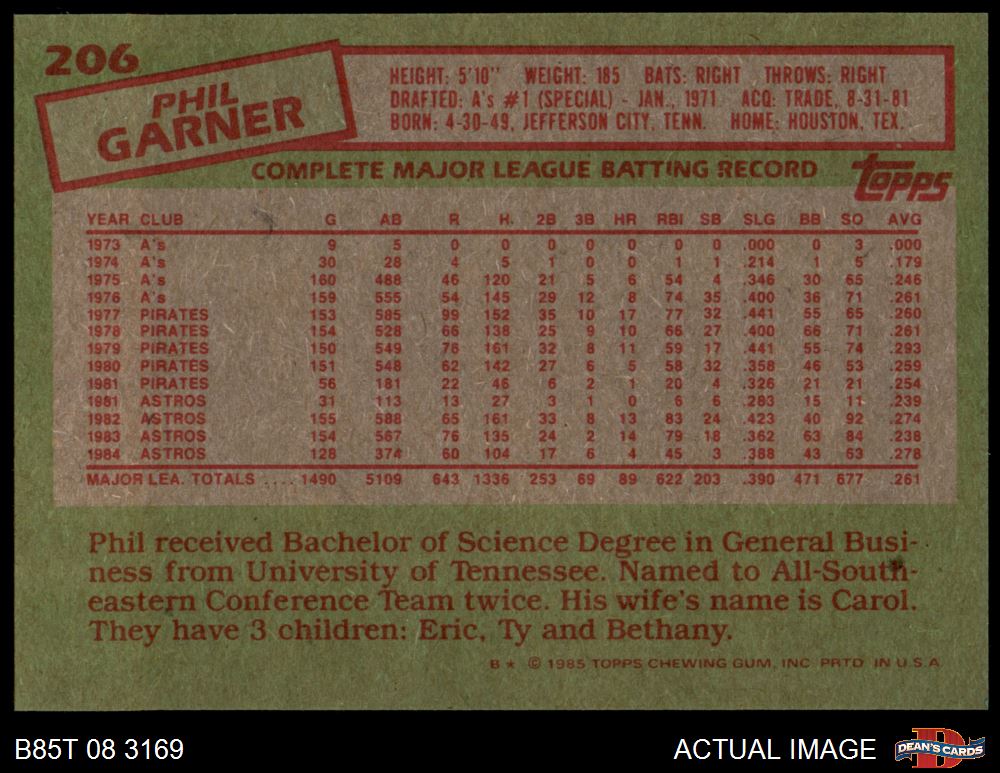 206
PHIL
GARNER
HEIGHT: 5'10" WEIGHT: 185 BATS: RIGHT THROWS: RIGHT
DRAFTED: A's #1 (SPECIAL) - JAN., 1971 ACQ: TRADE, 8-31-81
BORN: 4-30-49, JEFFERSON CITY, TENN. HOME: HOUSTON, TEX.
COMPLETE MAJOR LEAGUE BATTING RECORD
TOPPS
YEAR CLUB G AB R H. 2B 3B HR RBI SB SLG BB SO AVG
1973 A's 9 5 0 0 0 0 0 0 0 .000 0 3 .000
1974 A's 30 28 4 5 1 0 0 1 1 .214 1 5 .179
1975 A's 160 488 46 120 21 5 6 54 4 .346 30 65 .246
1976 A's 159 555 54 145 29 12 8 74 35 .400 36 71 .261
1977 PIRATES 153 585 99 152 35 10 17 77 32 .441 55 65 .260
1978 PIRATES 154 528 66 138 25 9 10 66 27 .400 66 71 .261
1979 PIRATES 150 549 76 161 32 8 11 59 17 .441 55 74 .293
1980 PIRATES 151 548 62 142 27 6 5 58 32 .358 46 53 .259
1981 PIRATES 56 181 22 46 6 2 1 20 4 .326 21 21 .254
1981 ASTROS 31 113 13 27 3 1 0 6 6 .283 15 11 .239
1982 ASTROS 155 588 65 161 33 8 13 83 24 .423 40 92 .274
1983 ASTROS 154 567 76 135 24 2 14 79 18 .362 63 84 .238
1984 ASTROS 128 374 60 104 17 6 4 45 3 .388 43 63 .278
MAJOR LEA. TOTALS .... 1490 5109 643 1336 253 69 89 622 203 .390 471 677 .261
Phil received Bachelor of Science Degree in General Busi-
ness from University of Tennessee. Named to All-South-
eastern Conference Team twice. His wife's name is Carol.
They have 3 children: Eric, Ty and Bethany.
B★ © 1985 TOPPS CHEWING GUM, INC PRTD IN U.S.A.
B85T 08 3169
ACTUAL IMAGE
D
DEAN'S CARDS